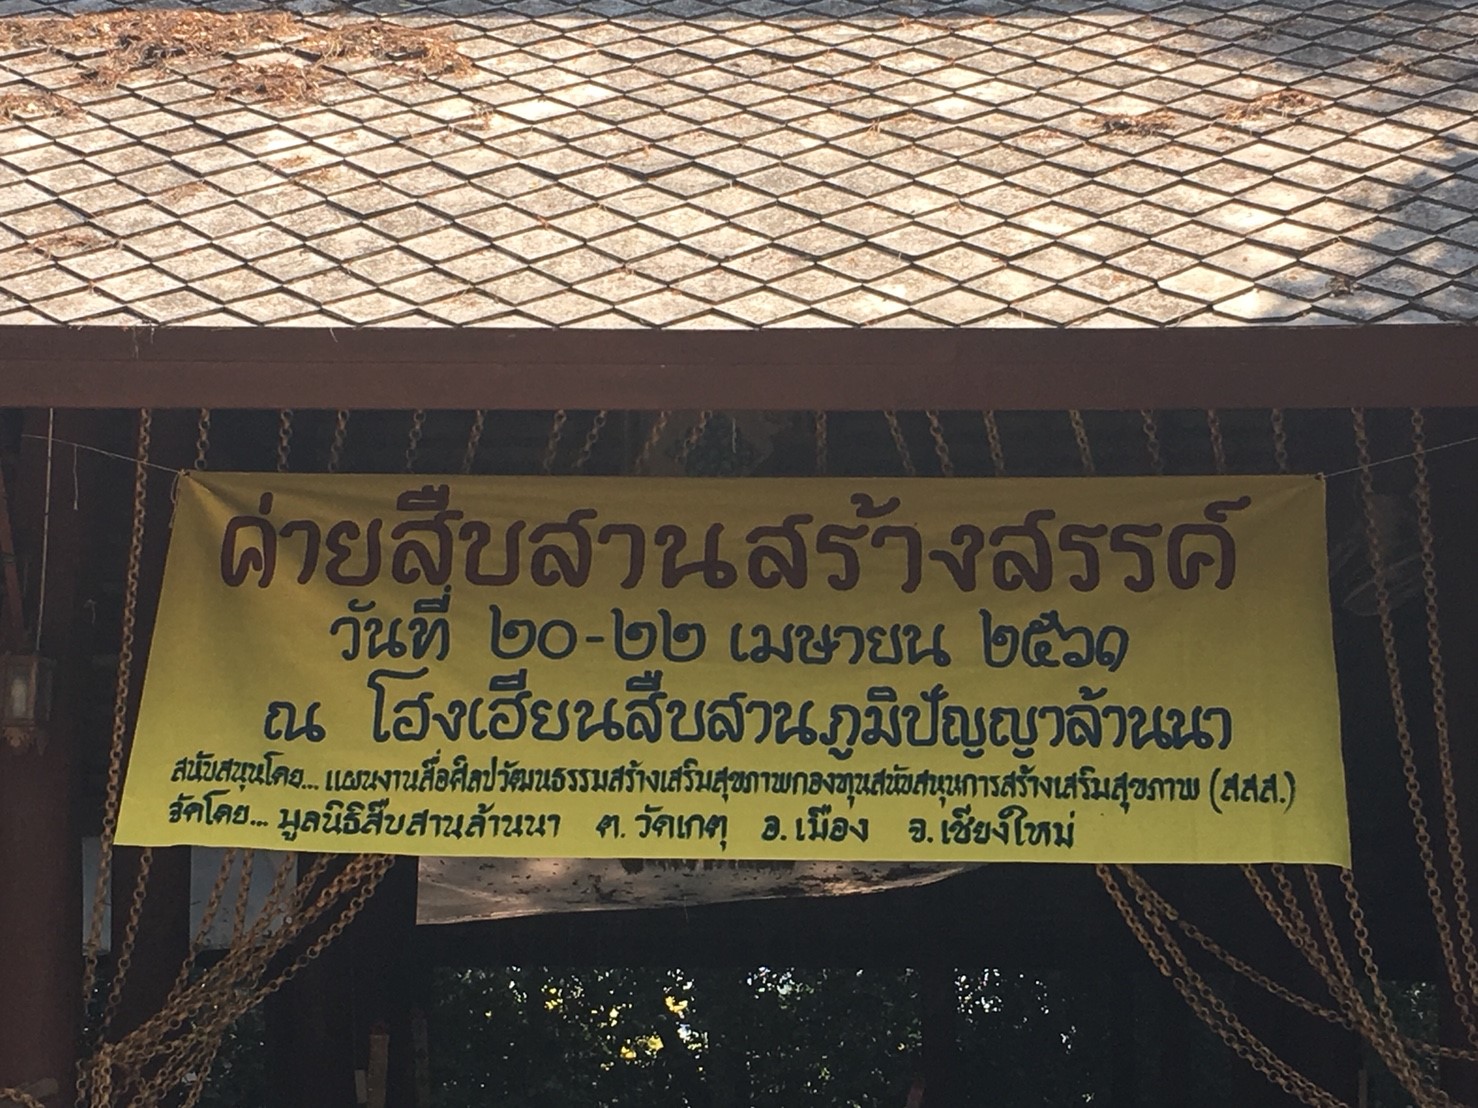 ค่ายสืบสานสร้างสรรค์
วันที่ ๒๐-๒๒ เมษายน ๒๕๖๑
ณ โฮงเฮียนสืบสานภูมิปัญญาล้านนา
สนับสนุนโดย... แผนงานสื่อศิลปวัฒนธรรมสร้างเสริมสุขภาพกองทุนสนับสนุนการสร้างเสริมสุขภาพ (สสส.)
จัดโดย... มูลนิธิสืบสานล้านนา ต. วัดเกตุ อ. เมือง จ. เชียงใหม่